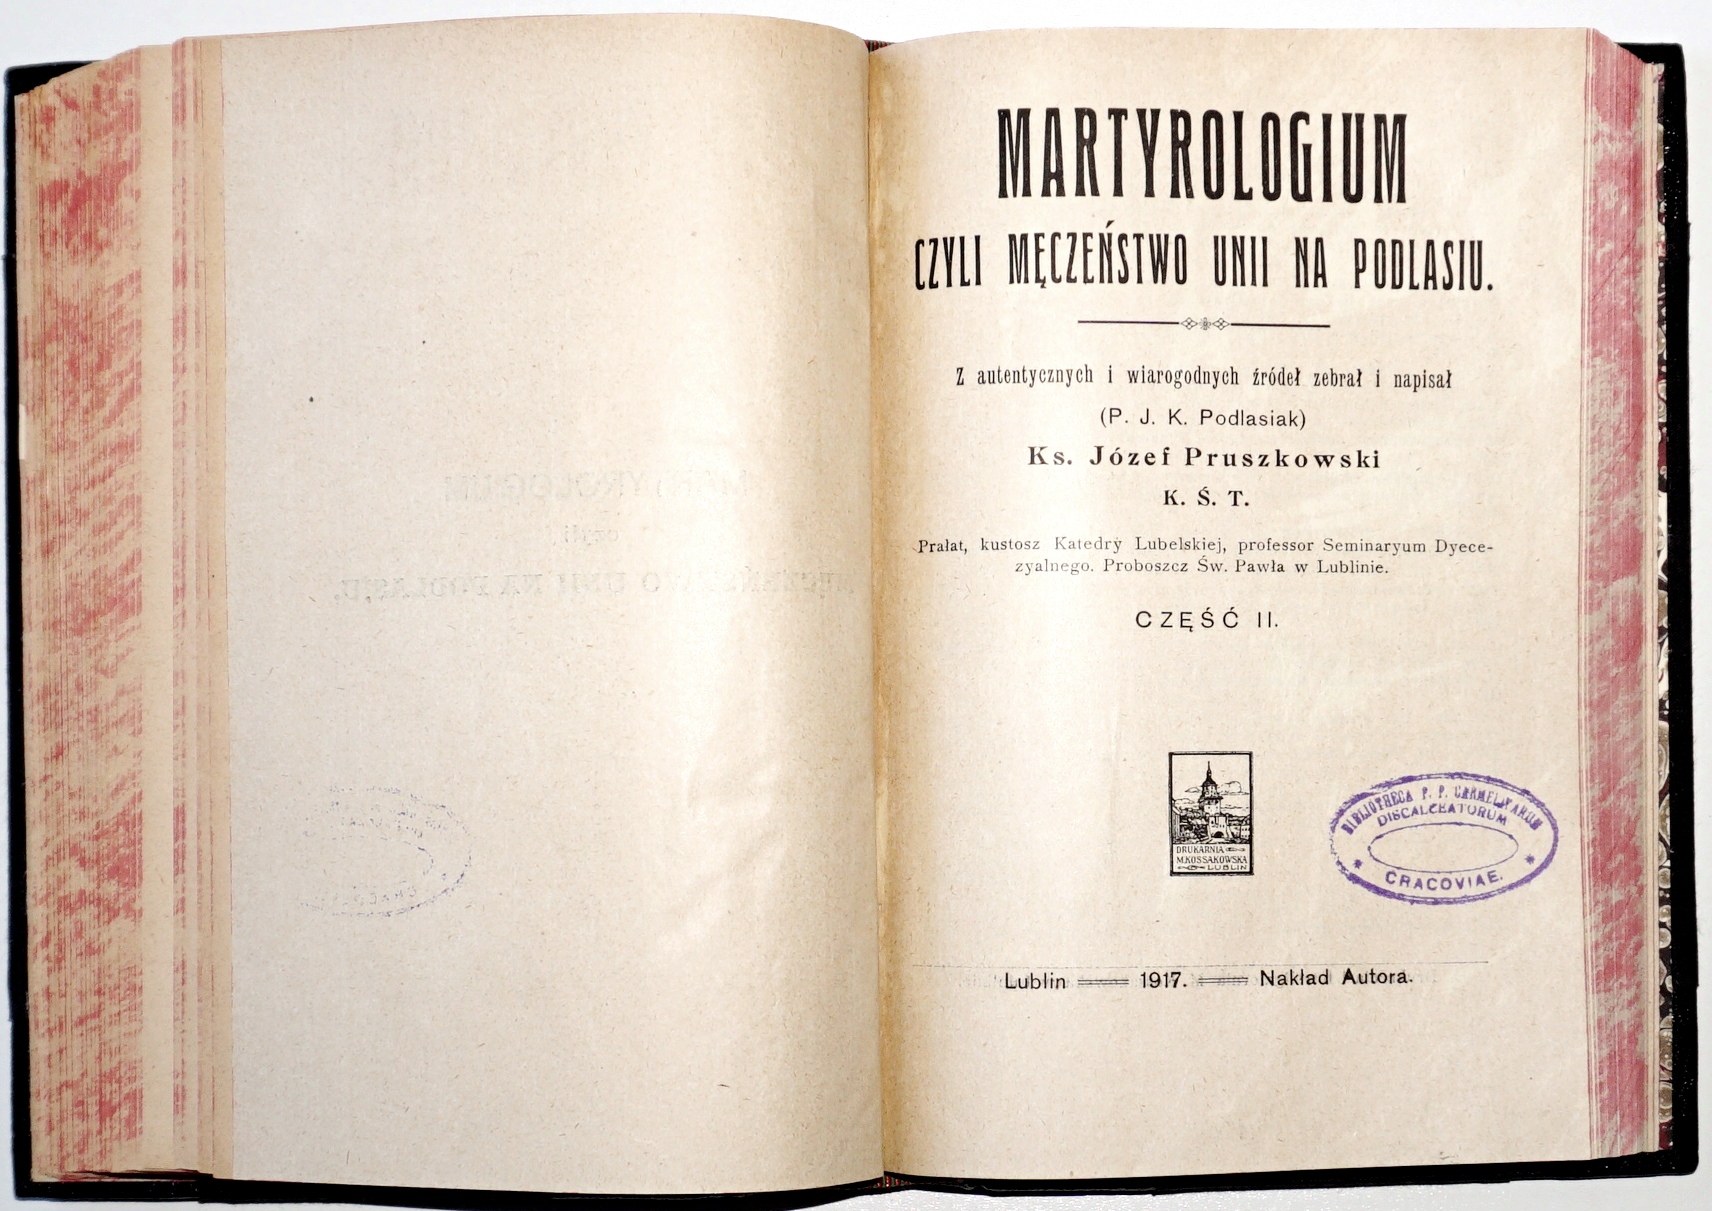 MARTYROLOGIUM
CZYLI MĘCZEŃSTWO UNII NA PODLASIU.
Z autentycznych i wiarogodnych źródeł zebrał i napisał
(P. J. K. Podlasiak)
Ks. Józef Pruszkowski
K. Ś. T.
Prałat, kustosz Katedry Lubelskiej, professor Seminaryum Dyece-
zyalnego. Proboszcz Św. Pawła w Lublinie.
CZĘŚĆ II.
DRUKARNIA
M.KOSSAKOWSKA
LUBLIN
BIBLIOTHECA P. P. CARMELITARUM
DISCALCEATORUM
* CRACOVIAE. *
Lublin 1917. Nakład Autora.